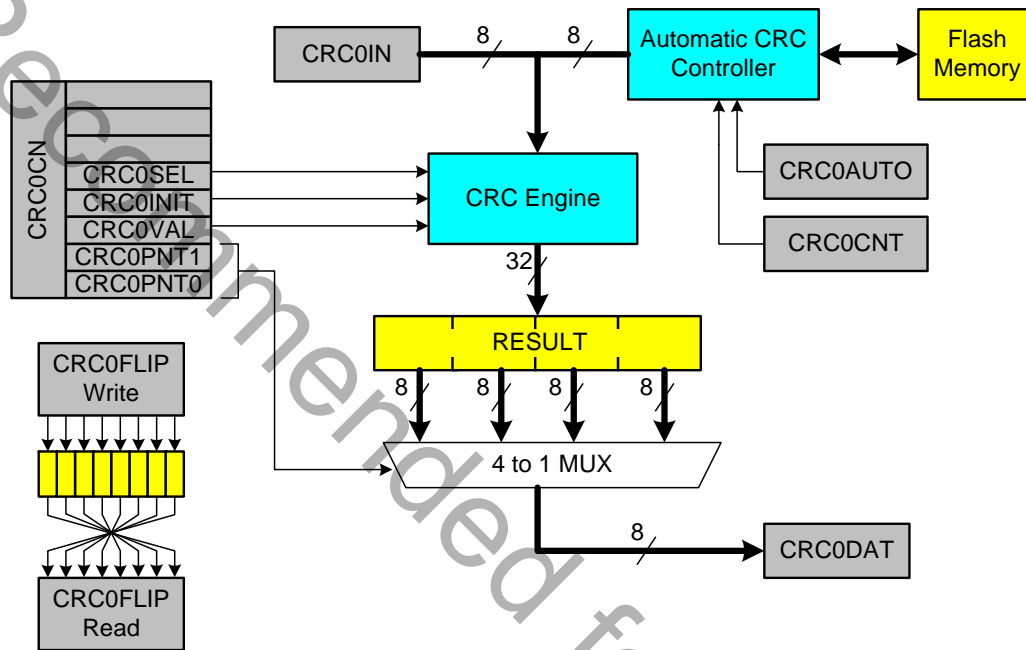 CRC0IN
8
8
Automatic CRC
Controller
Flash
Memory
CRC0CN
CRC0SEL
CRC0INIT
CRC0VAL
CRC0PNT1
CRC0PNT0
CRC Engine
CRC0AUTO
CRC0CNT
32
RESULT
8
8
8
8
4 to 1 MUX
8
CRC0DAT
CRC0FLIP
Write
CRC0FLIP
Read
ecommended f